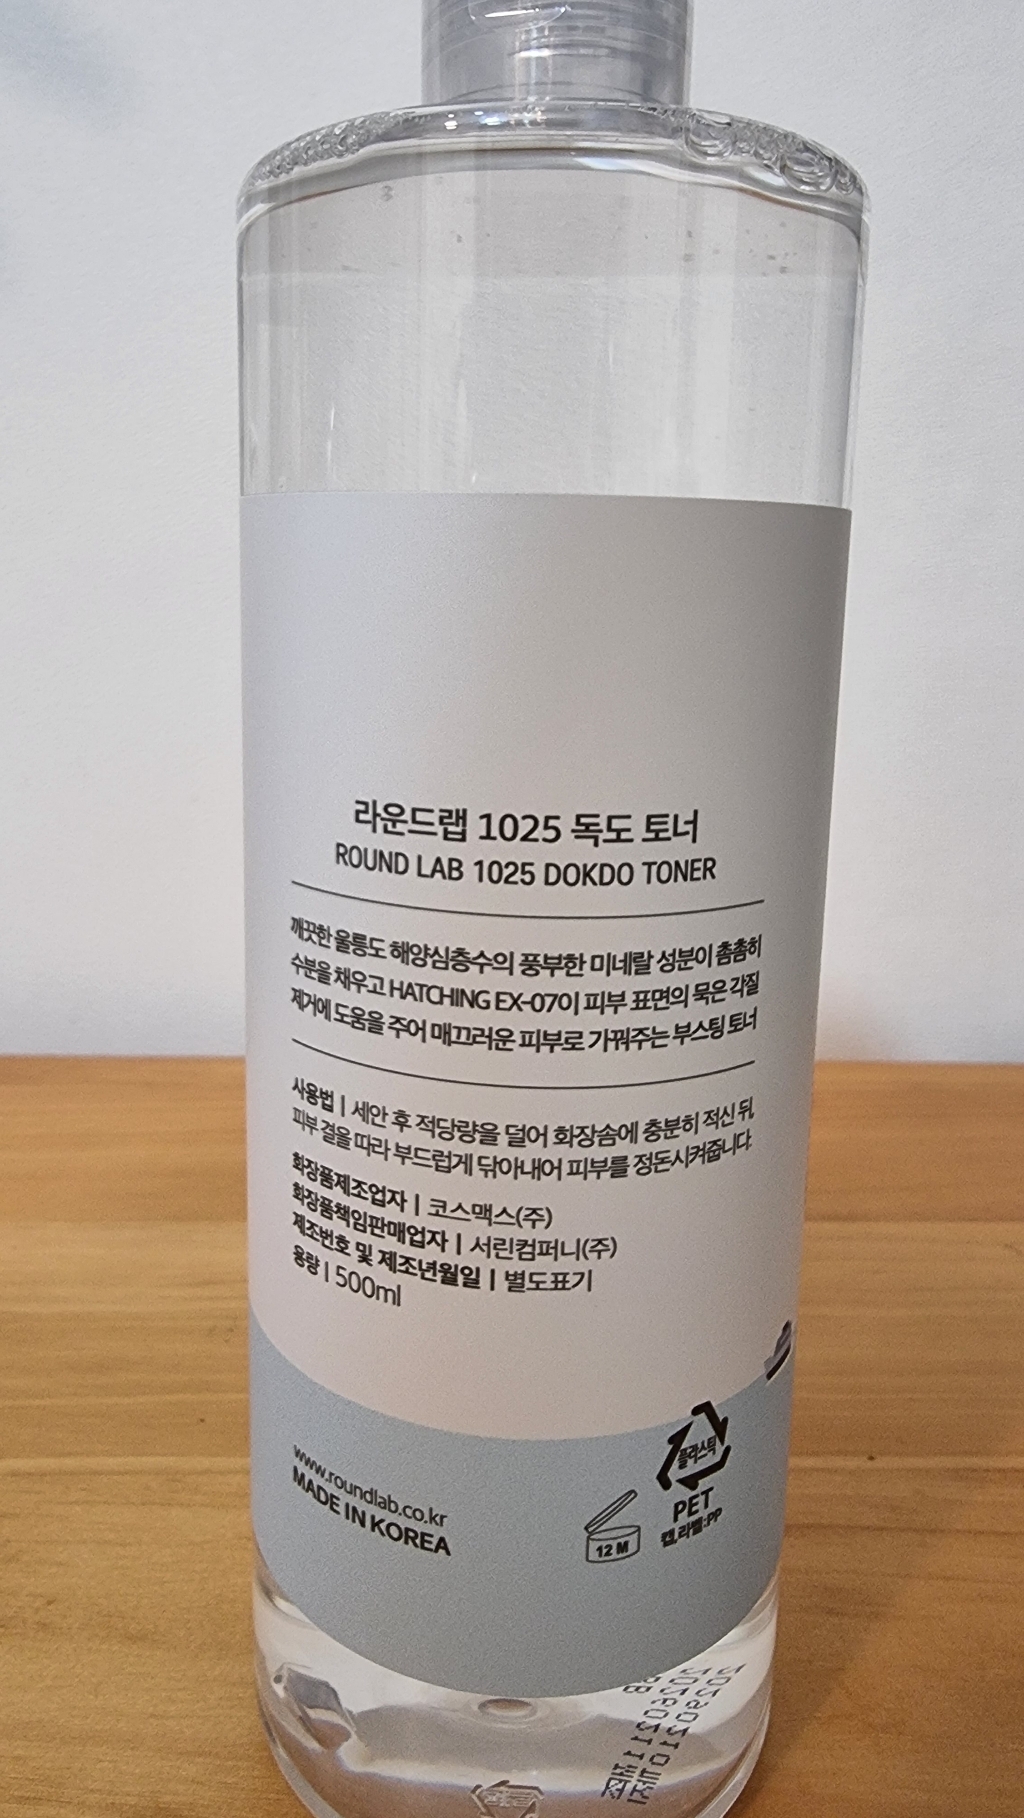 라운드랩 1025 독도 토너
ROUND LAB 1025 DOKDO TONER
깨끗한 울릉도 해양심층수의 풍부한 미네랄 성분이 촘촘히
수분을 채우고 HATCHING EX-07이 피부 표면의 묵은 각질
제거에 도움을 주어 매끄러운 피부로 가꿔주는 부스팅 토너
사용법 | 세안 후 적당량을 덜어 화장솜에 충분히 적신 뒤,
피부 결을 따라 부드럽게 닦아내어 피부를 정돈시켜줍니다.
화장품제조업자 | 코스맥스(주)
화장품책임판매업자 | 서린컴퍼니(주)
제조번호 및 제조년월일 | 별도표기
용량 | 500ml
www.roundlab.co.kr
MADE IN KOREA
플라스틱
PET
캡,라벨:PP
12 M